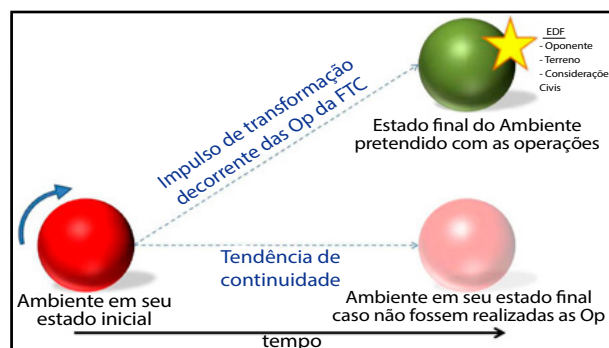 EDF
- Oponente
- Terreno
- Consideraçõe
Civis
Impulso de transformação
decorrente das Op da FTC
Estado final do Ambiente
pretendido com as operações
Tendência de
continuidade
Ambiente em seu
estado inicial
Ambiente em seu estado final
caso não fossem realizadas as Op
tempo